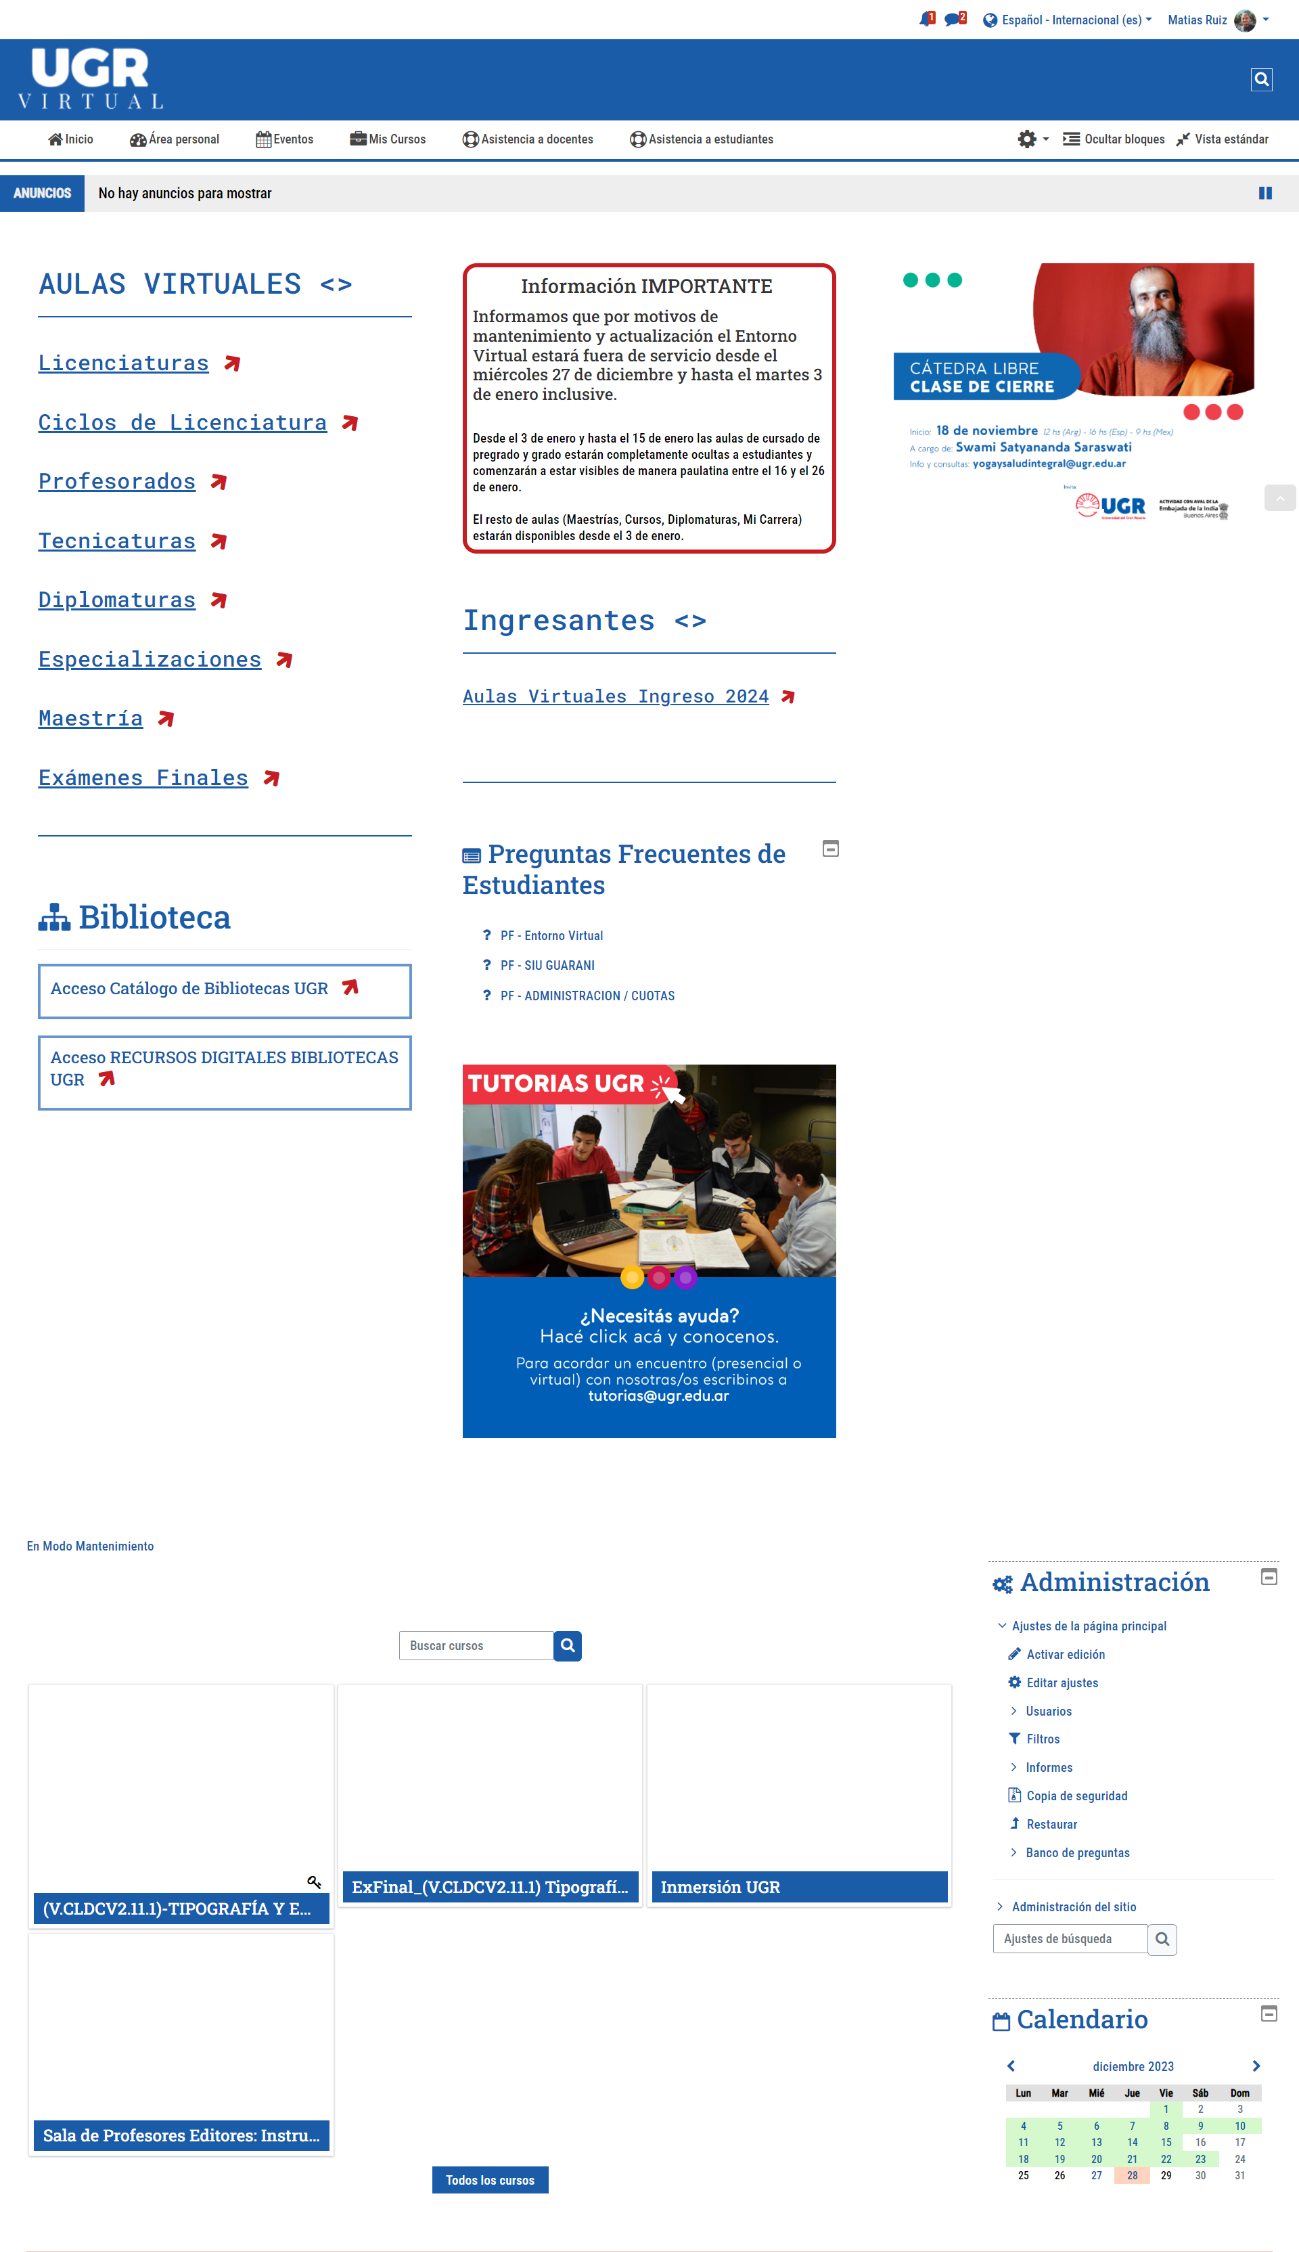 1
2
Español - Internacional (es)
Matias Ruiz
UGR
VIRTUAL
Inicio
Área personal
Eventos
Mis Cursos
Asistencia a docentes
Asistencia a estudiantes
Ocultar bloques
Vista estándar
ANUNCIOS
No hay anuncios para mostrar
AULAS VIRTUALES <>
Licenciaturas
Ciclos de Licenciatura
Profesorados
Tecnicaturas
Diplomaturas
Especializaciones
Maestría
Exámenes Finales
Biblioteca
Acceso Catálogo de Bibliotecas UGR
Acceso RECURSOS DIGITALES BIBLIOTECAS
UGR
Información IMPORTANTE
Informamos que por motivos de
mantenimiento y actualización el Entorno
Virtual estará fuera de servicio desde el
miércoles 27 de diciembre y hasta el martes 3
de enero inclusive.
Desde el 3 de enero y hasta el 15 de enero las aulas de cursado de
pregrado y grado estarán completamente ocultas a estudiantes y
comenzarán a estar visibles de manera paulatina entre el 16 y el 26
de enero.
El resto de aulas (Maestrías, Cursos, Diplomaturas, Mi Carrera)
estarán disponibles desde el 3 de enero.
Ingresantes <>
Aulas Virtuales Ingreso 2024
Preguntas Frecuentes de
Estudiantes
? PF - Entorno Virtual
? PF - SIU GUARANI
? PF - ADMINISTRACION / CUOTAS
TUTORIAS UGR
¿Necesitás ayuda?
Hacé click acá y conocenos.
Para acordar un encuentro (presencial o
virtual) con nosotras/os escribinos a
tutorias@ugr.edu.ar
CÁTEDRA LIBRE
CLASE DE CIERRE
Inicio: 18 de noviembre 12 hs (Arg) - 16 hs (Esp) - 9 hs (Mex)
A cargo de: Swami Satyananda Saraswati
Info y consultas: yogaysaludintegral@ugr.edu.ar
Invita
UGR
ACTIVIDAD CON AVAL DE LA
Embajada de la India
Buenos Aires
En Modo Mantenimiento
Buscar cursos
(V.CLDCV2.11.1)-TIPOGRAFÍA Y E...
ExFinal_(V.CLDCV2.11.1) Tipografí...
Inmersión UGR
Sala de Profesores Editores: Instru...
Todos los cursos
Administración
Ajustes de la página principal
Activar edición
Editar ajustes
Usuarios
Filtros
Informes
Copia de seguridad
Restaurar
Banco de preguntas
Administración del sitio
Ajustes de búsqueda
Calendario
diciembre 2023
Lun Mar Mié Jue Vie Sáb Dom
1 2 3
4 5 6 7 8 9 10
11 12 13 14 15 16 17
18 19 20 21 22 23 24
25 26 27 28 29 30 31